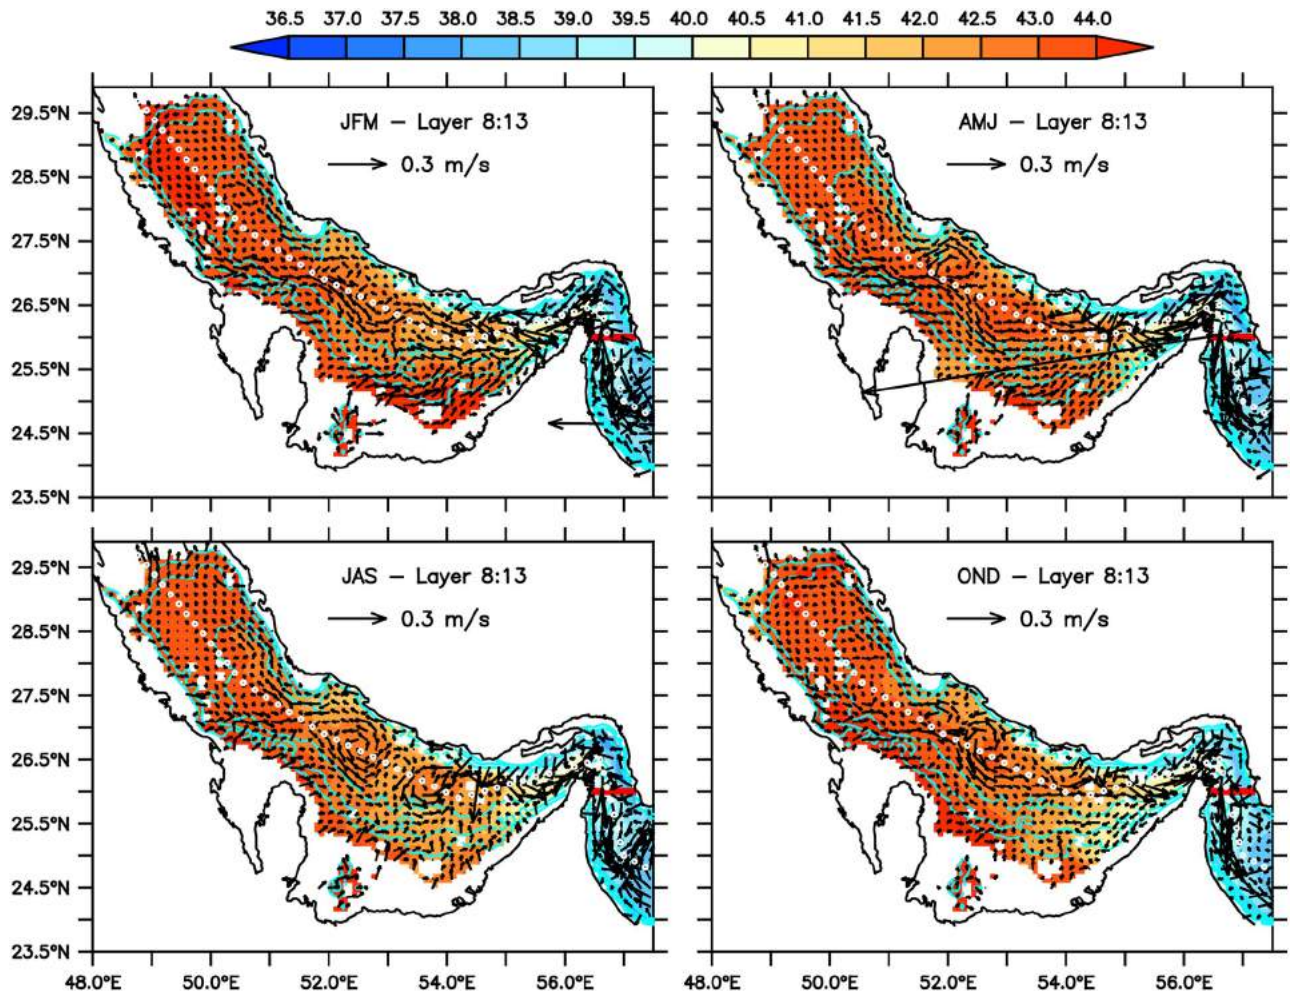 36.5 37.0 37.5 38.0 38.5 39.0 39.5 40.0 40.5 41.0 41.5 42.0 42.5 43.0 44.0
JFM – Layer 8:13
0.3 m/s
29.5°N
28.5°N
27.5°N
26.5°N
25.5°N
24.5°N
23.5°N
AMJ – Layer 8:13
0.3 m/s
JAS – Layer 8:13
0.3 m/s
29.5°N
28.5°N
27.5°N
26.5°N
25.5°N
24.5°N
23.5°N
48.0°E 50.0°E 52.0°E 54.0°E 56.0°E
OND – Layer 8:13
0.3 m/s
48.0°E 50.0°E 52.0°E 54.0°E 56.0°E